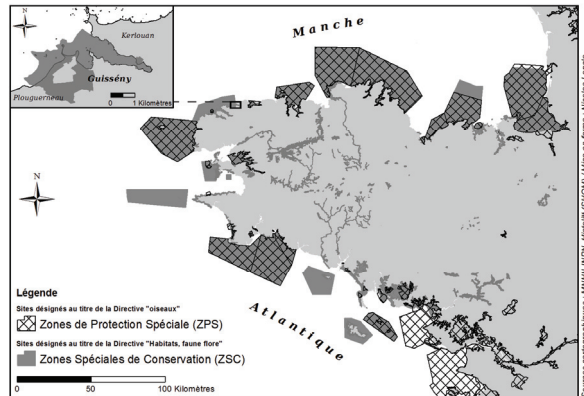 Kerlouan
Guissény
Plouguerneau
0 1 Kilomètres
Manche
Atlantique
Légende
Sites désignés au titre de la Directive "oiseaux"
Zones de Protection Spéciale (ZPS)
Sites désignés au titre de la Directive "Habitats, faune flore"
Zones Spéciales de Conservation (ZSC)
0 50 100 Kilomètres